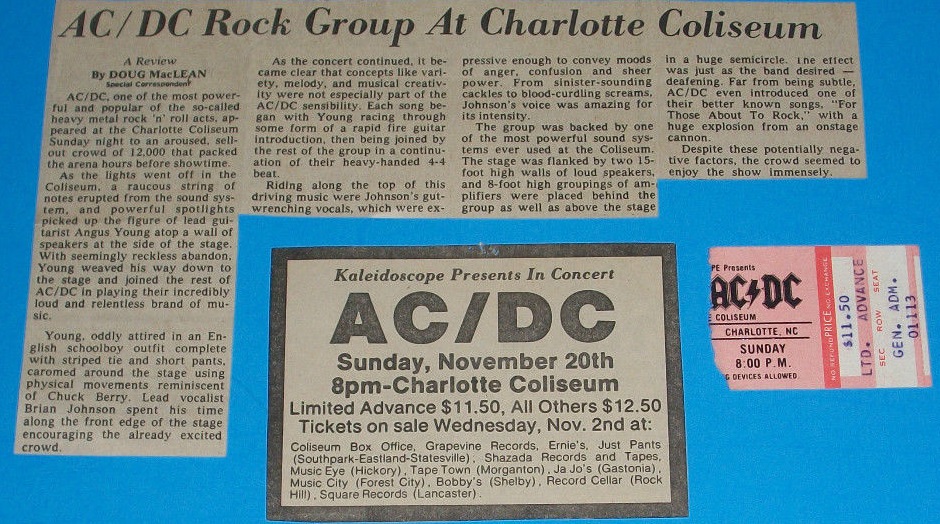 AC/DC Rock Group At Charlotte Coliseum
A Review
By DOUG MacLEAN
Special Correspondent
AC/DC, one of the most power-
ful and popular of the so-called
heavy metal rock 'n' roll acts, ap-
peared at the Charlotte Coliseum
Sunday night to an aroused, sell-
out crowd of 12,000 that packed
the arena hours before showtime.
As the lights went off in the
Coliseum, a raucous string of
notes erupted from the sound sys-
tem, and powerful spotlights
picked up the figure of lead gui-
tarist Angus Young atop a wall of
speakers at the side of the stage.
With seemingly reckless abandon,
Young weaved his way down to
the stage and joined the rest of
AC/DC in playing their incredibly
loud and relentless brand of mu-
sic.
Young, oddly attired in an En-
glish schoolboy outfit complete
with striped tie and short pants,
caromed around the stage using
physical movements reminiscent
of Chuck Berry. Lead vocalist
Brian Johnson spent his time
along the front edge of the stage
encouraging the already excited
crowd.
As the concert continued, it be-
came clear that concepts like vari-
ety, melody, and musical creativ-
ity were not especially part of the
AC/DC sensibility. Each song be-
gan with Young racing through
some form of a rapid fire guitar
introduction, then being joined by
the rest of the group in a continu-
ation of their heavy-handed 4-4
beat.
Riding along the top of this
driving music were Johnson's gut-
wrenching vocals, which were ex-
pressive enough to convey moods
of anger, confusion and sheer
power. From sinister-sounding
cackles to blood-curdling screams,
Johnson's voice was amazing for
its intensity.
The group was backed by one
of the most powerful sound sys-
tems ever used at the Coliseum.
The stage was flanked by two 15-
foot high walls of loud speakers,
and 8-foot high groupings of am-
plifiers were placed behind the
group as well as above the stage
in a huge semicircle. The effect
was just as the band desired —
deafening. Far from being subtle,
AC/DC even introduced one of
their better known songs, "For
Those About To Rock," with a
huge explosion from an onstage
cannon.
Despite these potentially nega-
tive factors, the crowd seemed to
enjoy the show immensely.
Kaleidoscope Presents In Concert
AC/DC
Sunday, November 20th
8pm-Charlotte Coliseum
Limited Advance $11.50, All Others $12.50
Tickets on sale Wednesday, Nov. 2nd at:
Coliseum Box Office, Grapevine Records, Ernie's, Just Pants
(Southpark-Eastland-Statesville), Shazada Records and Tapes,
Music Eye (Hickory), Tape Town (Morganton), Ja Jo's (Gastonia),
Music City (Forest City), Bobby's (Shelby), Record Cellar (Rock
Hill), Square Records (Lancaster).
PE Presents
AC⚡DC
E COLISEUM
CHARLOTTE, NC
SUNDAY
8:00 P.M.
G DEVICES ALLOWED
NO REFUND PRICE NO EXCHANGE
$11.50
LTD. ADVANCE
SEC ROW SEAT
GEN. ADM.
01113